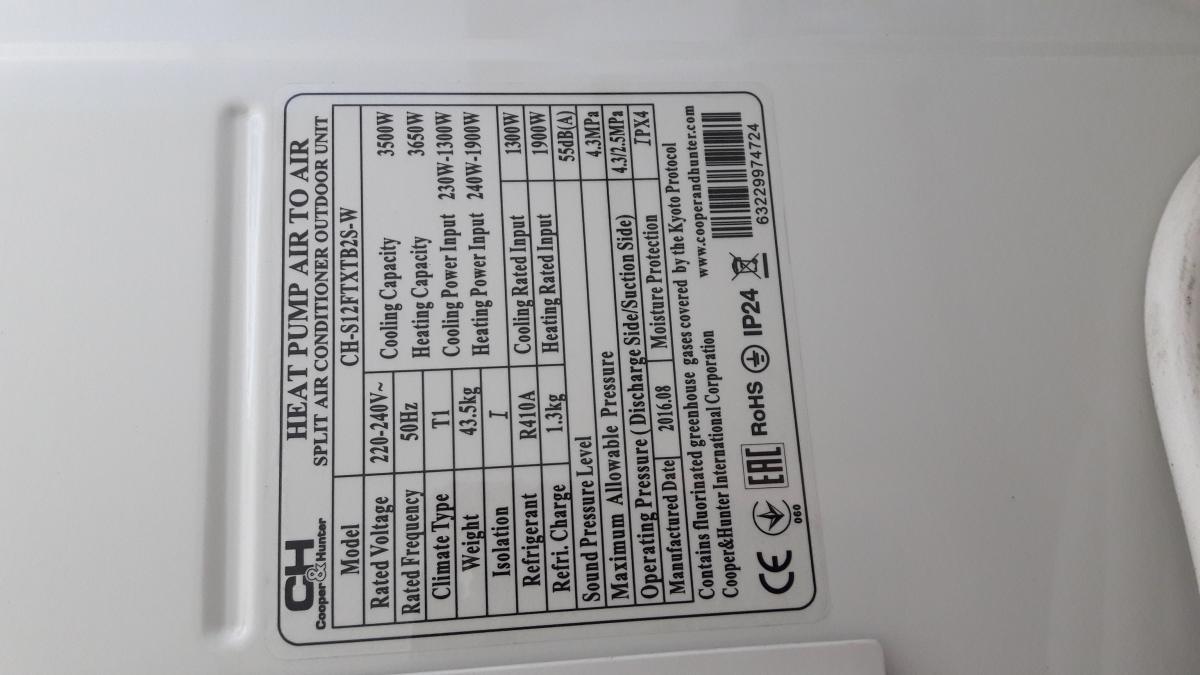 CH
Cooper&Hunter
HEAT PUMP AIR TO AIR
SPLIT AIR CONDITIONER OUTDOOR UNIT
Model CH-S12FTXTB2S-W
Rated Voltage 220-240V~ Cooling Capacity 3500W
Rated Frequency 50Hz Heating Capacity 3650W
Climate Type T1 Cooling Power Input 230W-1300W
Weight 43.5kg Heating Power Input 240W-1900W
Isolation I Cooling Rated Input 1300W
Refrigerant R410A Heating Rated Input 1900W
Refri. Charge 1.3kg
Sound Pressure Level 55dB(A)
Maximum Allowable Pressure 4.3MPa
Operating Pressure ( Discharge Side/Suction Side) 4.3/2.5MPa
Manufactured Date 2016.08 Moisture Protection IPX4
Contains fluorinated greenhouse gases covered by the Kyoto Protocol
Cooper&Hunter International Corporation www.cooperandhunter.com
CE 060 EAC RoHS IP24
63229974724